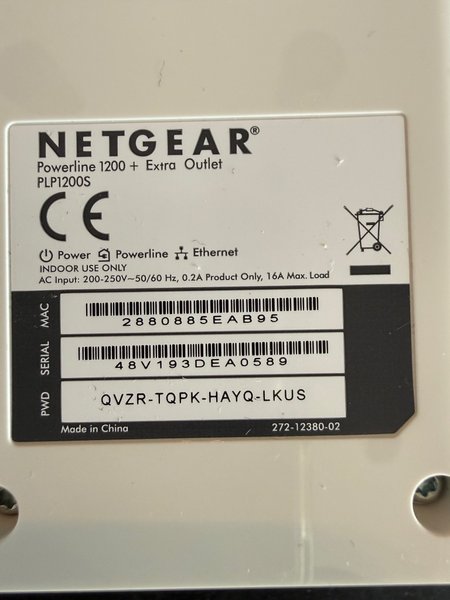 NETGEAR®
Powerline 1200 + Extra Outlet
PLP1200S
CE
Power Powerline Ethernet
INDOOR USE ONLY
AC Input: 200-250V~50/60 Hz, 0.2A Product Only, 16A Max. Load
MAC
2880885EAB95
SERIAL
48V193DEA0589
PWD
QVZR-TQPK-HAYQ-LKUS
Made in China
272-12380-02